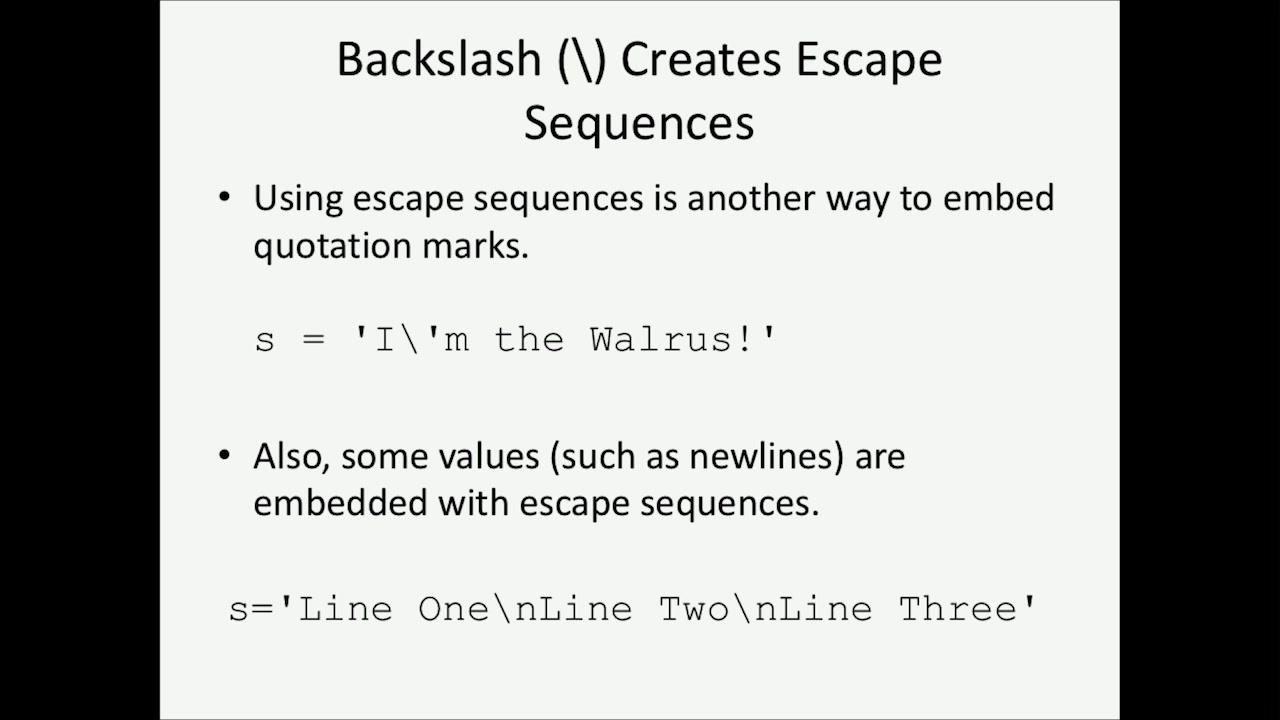 Backslash (\) Creates Escape
Sequences
• Using escape sequences is another way to embed
quotation marks.
s = 'I\'m the Walrus!'
• Also, some values (such as newlines) are
embedded with escape sequences.
s='Line One\nLine Two\nLine Three'